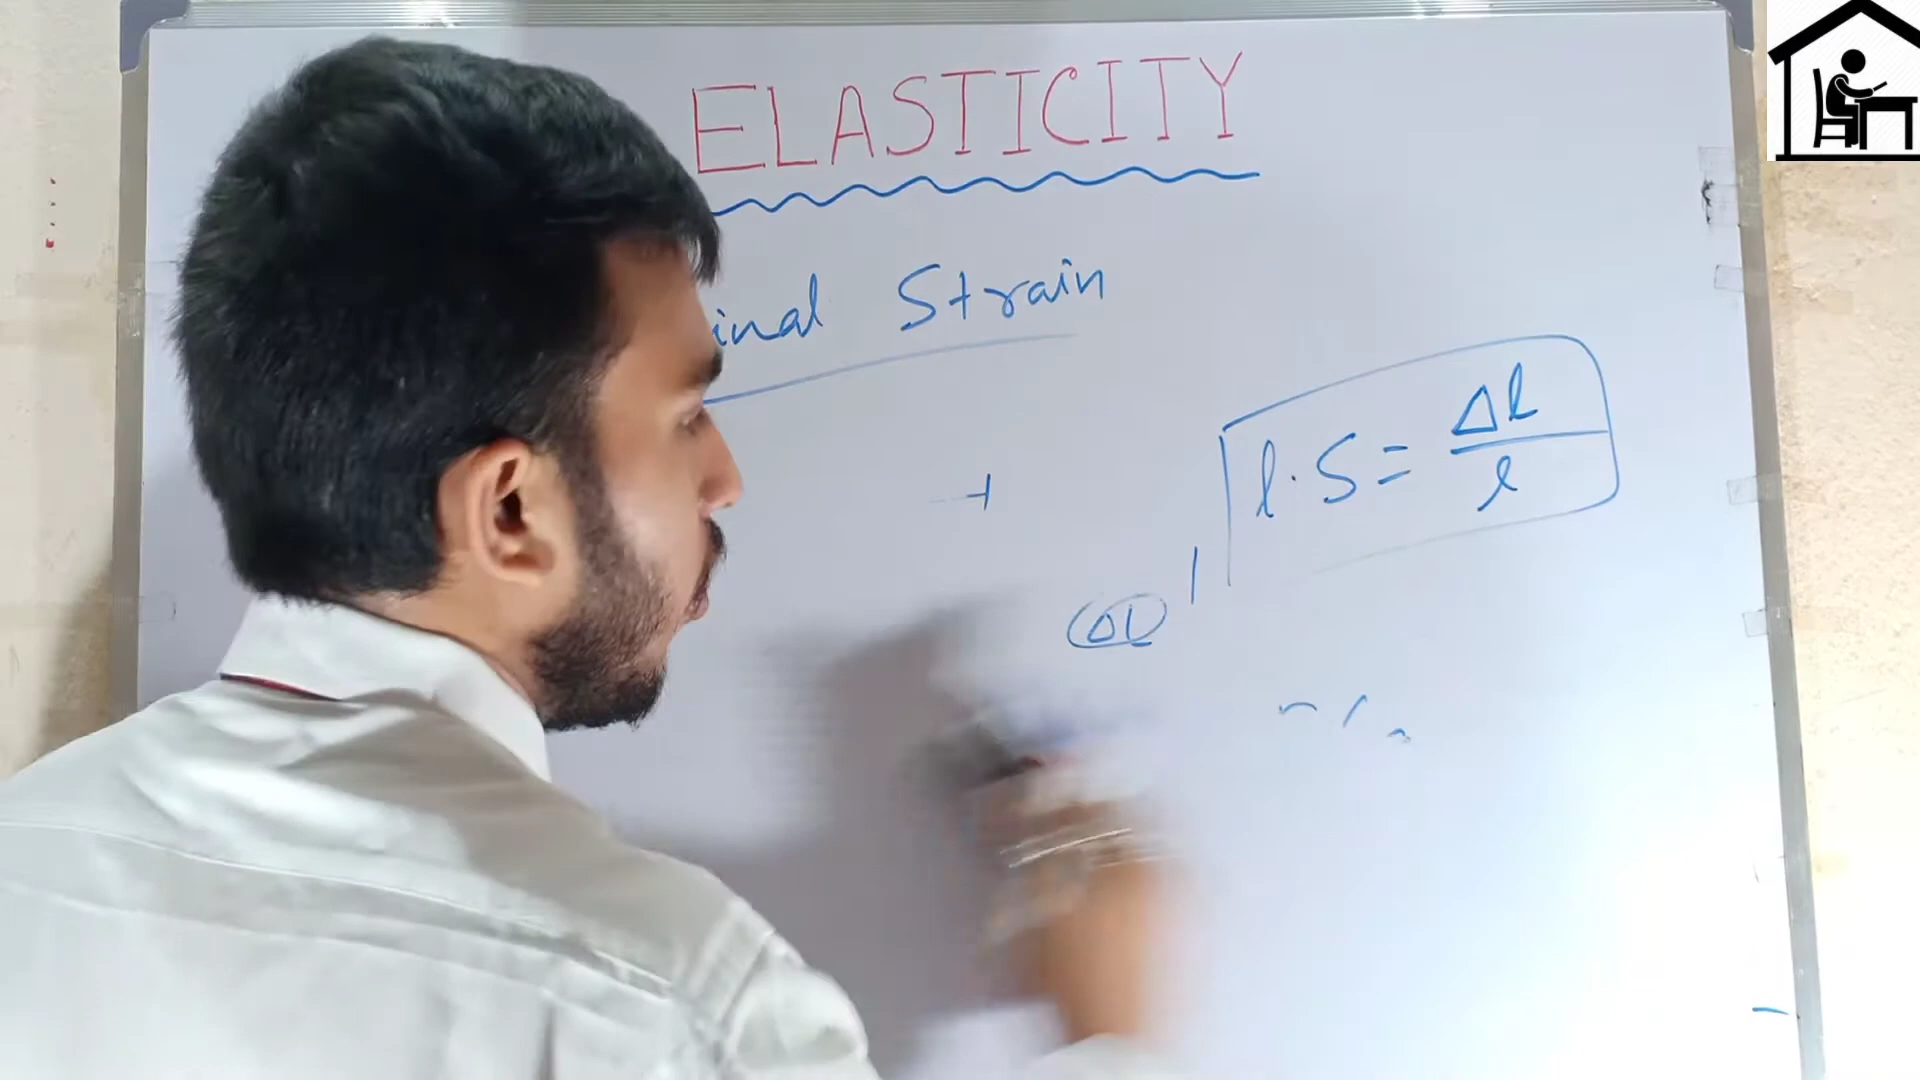 ELASTICITY
inal Strain
l.S = Δl/l
Δl